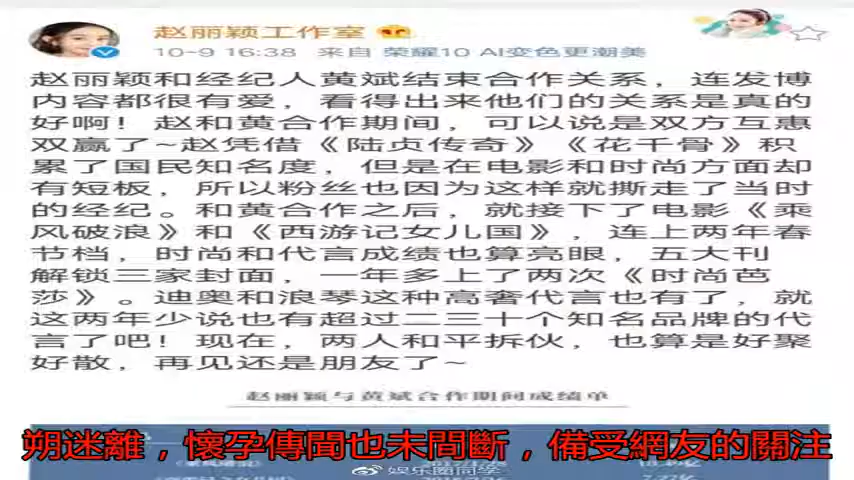 赵丽颖工作室
10-9 16:38 来自 荣耀10 AI变色更潮美
赵丽颖和经纪人黄斌结束合作关系，连发博
内容都很有爱，看得出来他们的关系是真的
好啊！赵和黄合作期间，可以说是双方互惠
双赢了~赵凭借《陆贞传奇》《花千骨》积
累了国民知名度，但是在电影和时尚方面却
有短板，所以粉丝也因为这样就撕走了当时
的经纪。和黄合作之后，就接下了电影《乘
风破浪》和《西游记女儿国》，连上两年春
节档，时尚和代言成绩也算亮眼，五大刊
解锁三家封面，一年多上了两次《时尚芭
莎》。迪奥和浪琴这种高奢代言也有了，就
这两年少说也有超过二三十个知名品牌的代
言了吧！现在，两人和平拆伙，也算是好聚
好散，再见还是朋友了~
赵丽颖与黄斌合作期间成绩单
朔迷離，懷孕傳聞也未間斷，備受網友的關注
娱乐圈同学